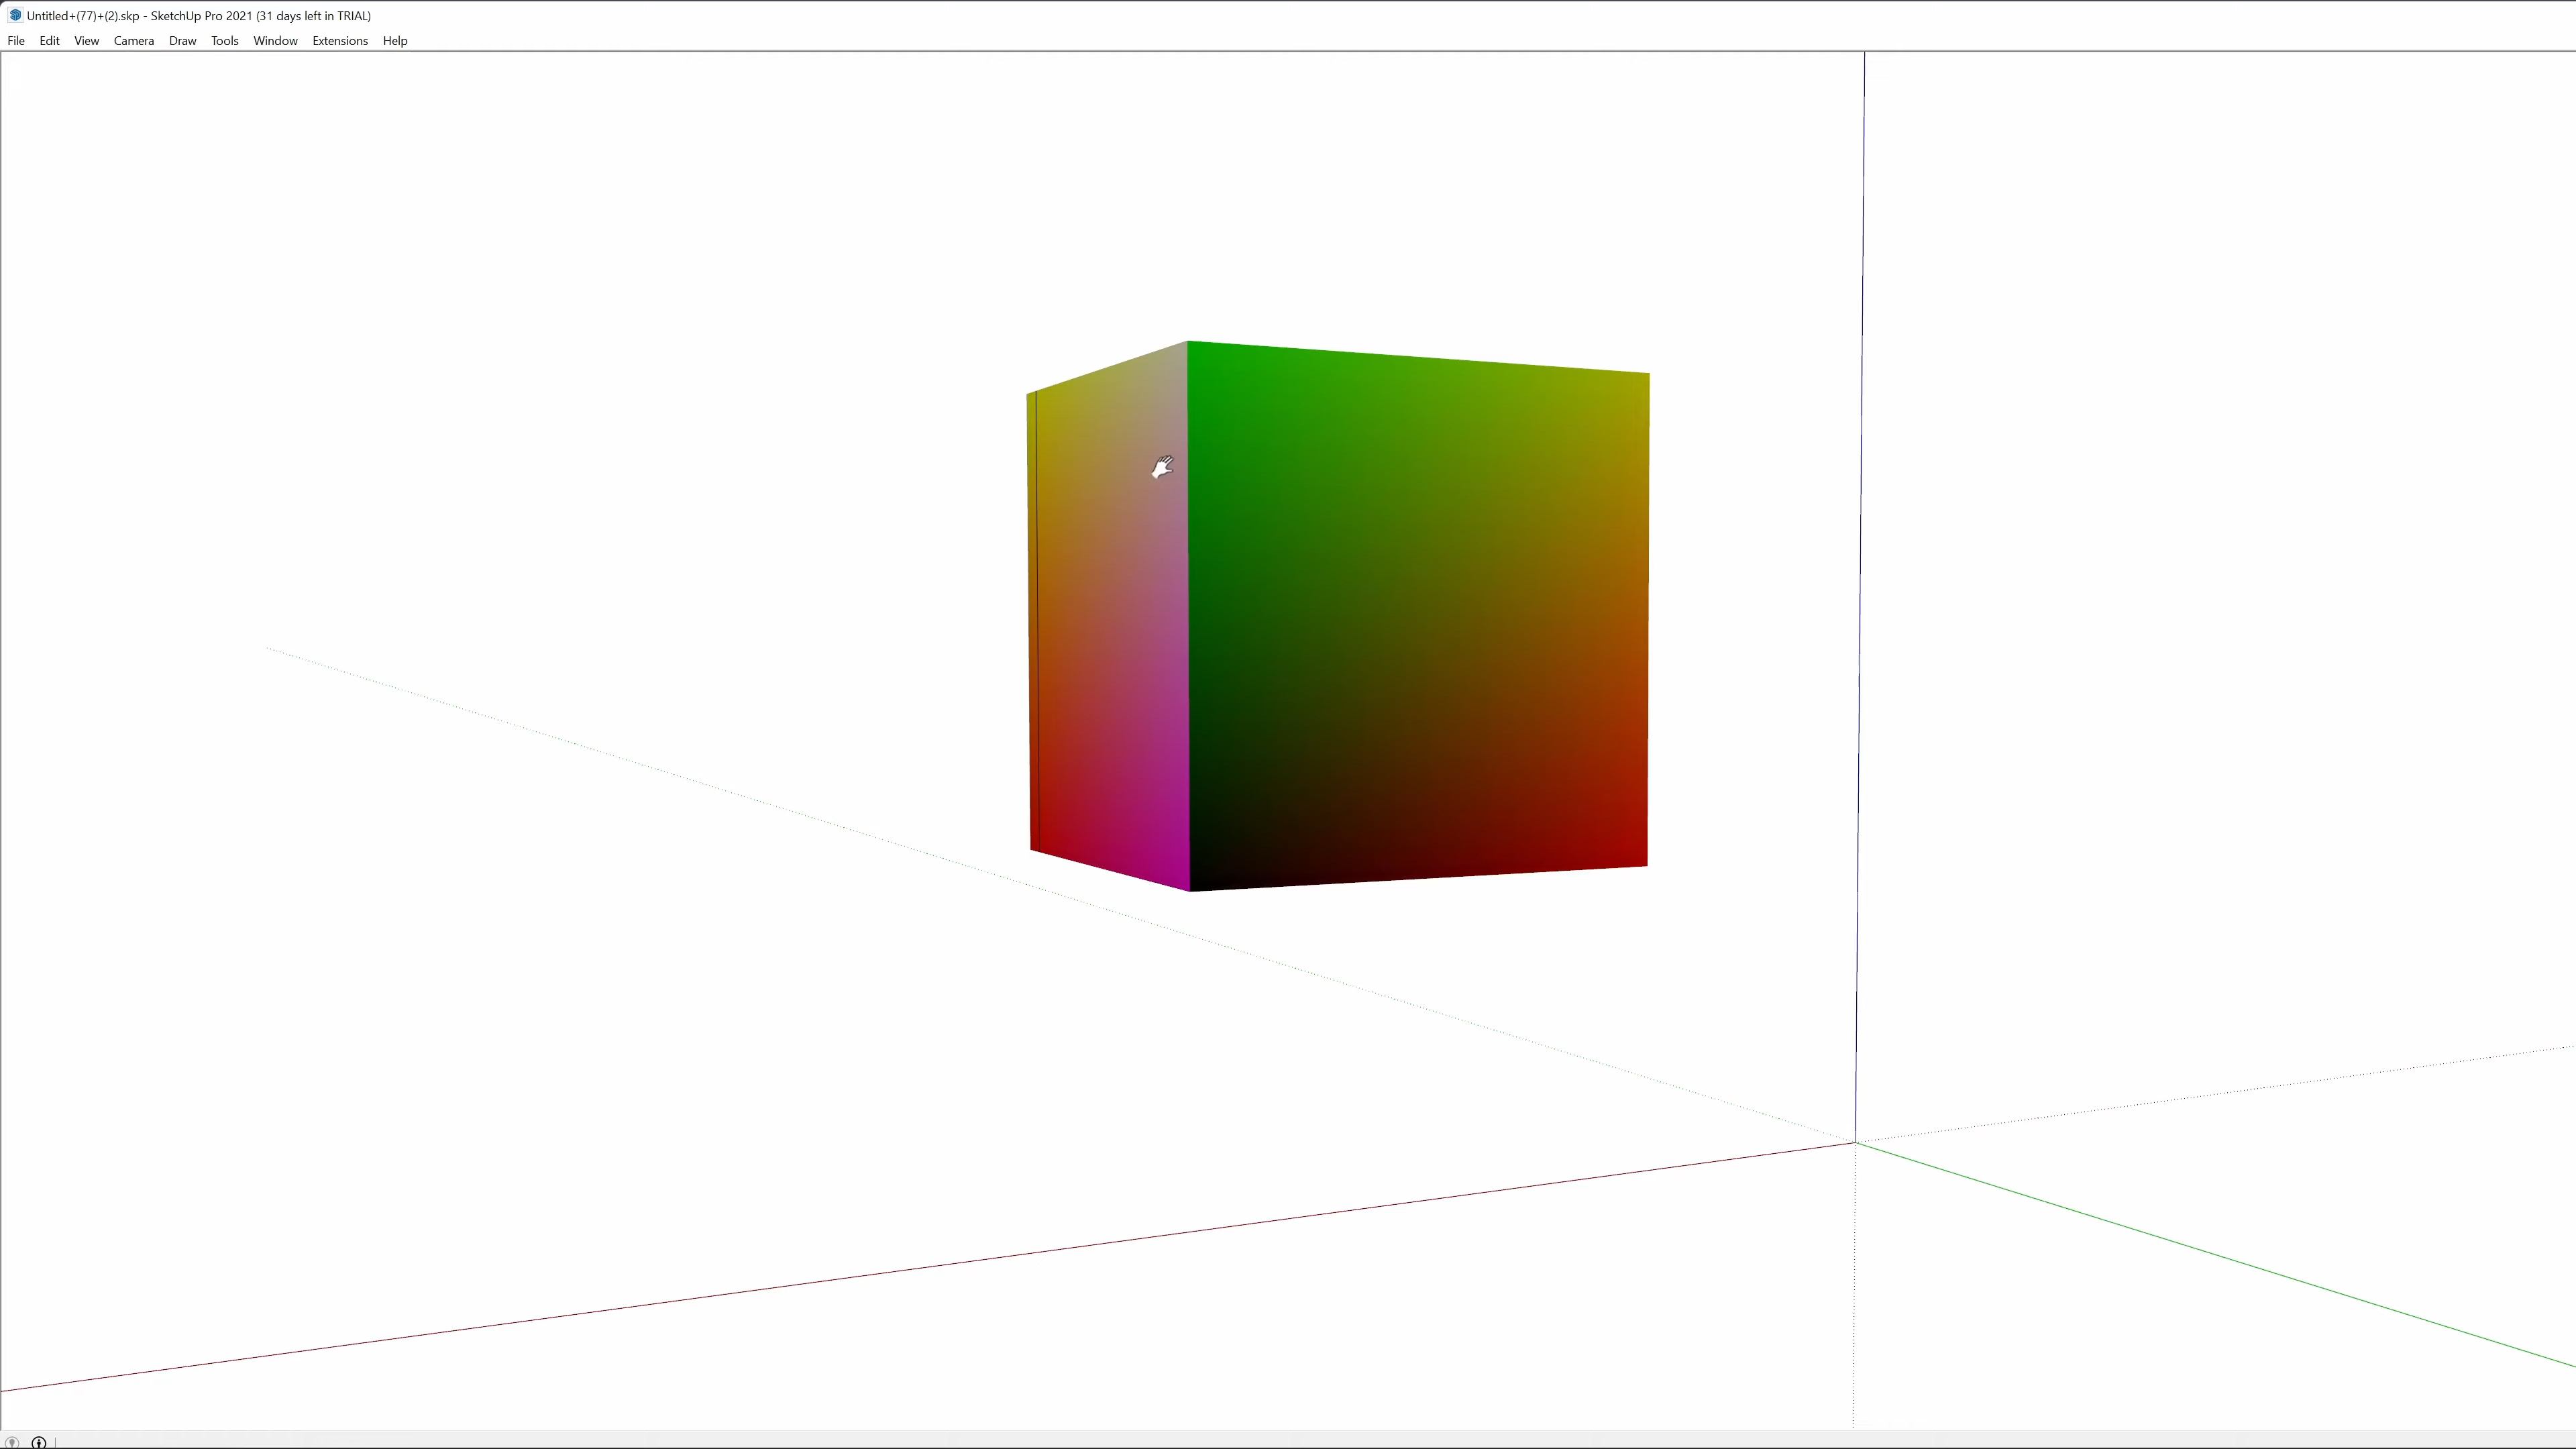 Untitled+(77)+(2).skp - SketchUp Pro 2021 (31 days left in TRIAL)
File Edit View Camera Draw Tools Window Extensions Help